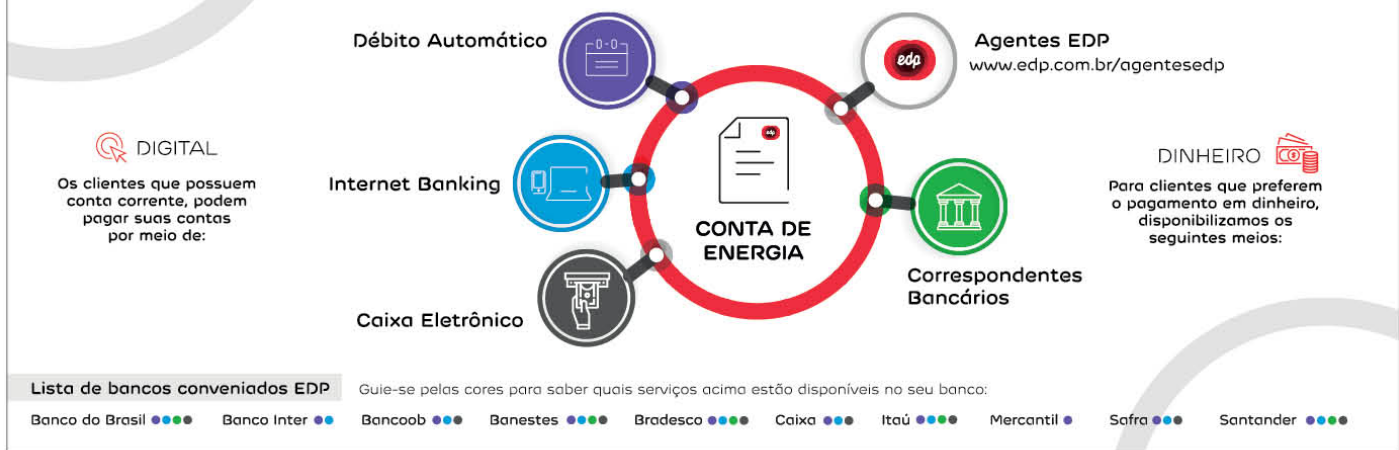 Débito Automático
Agentes EDP
www.edp.com.br/agentesedp
edp
edp
DIGITAL
Os clientes que possuem
conta corrente, podem
pagar suas contas
por meio de:
Internet Banking
CONTA DE
ENERGIA
DINHEIRO
Para clientes que preferem
o pagamento em dinheiro,
disponibilizamos os
seguintes meios:
Correspondentes
Bancários
Caixa Eletrônico
Lista de bancos conveniados EDP
Guie-se pelas cores para saber quais serviços acima estão disponíveis no seu banco:
Banco do Brasil Banco Inter Bancoob Banestes Bradesco Caixa Itaú Mercantil Safra Santander